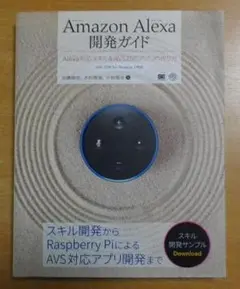 Amazon Alexa
開発ガイド
スキル開発から
Raspberry Piによる
AVS対応アプリ開発まで
スキル
開発サンプル
Download